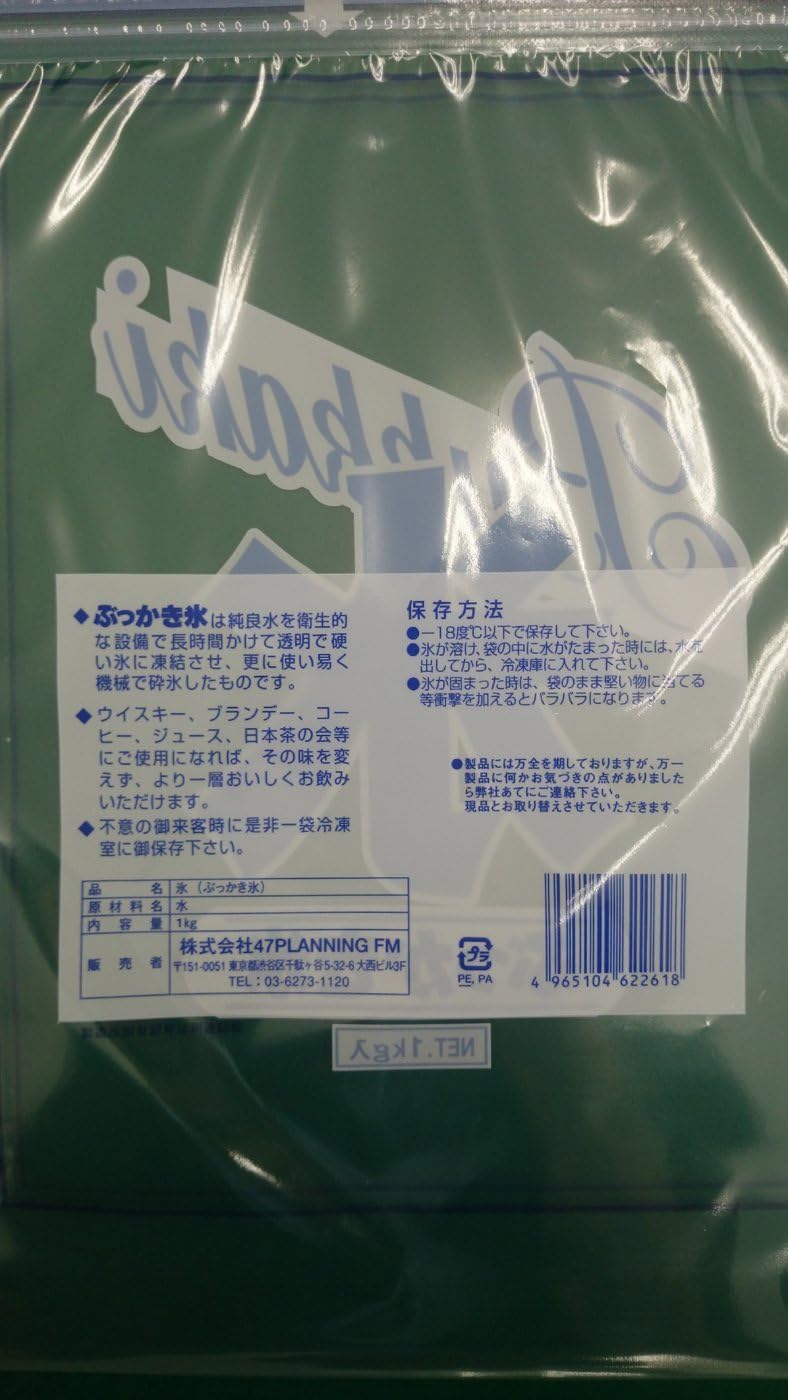 Bukkaki
◆ぶっかき氷は純良水を衛生的
な設備で長時間かけて透明で硬
い氷に凍結させ、更に使い易く
機械で砕氷したものです。
◆ウイスキー、ブランデー、コー
ヒー、ジュース、日本茶の会等
にご使用になれば、その味を変
えず、より一層おいしくお飲み
いただけます。
◆不意の御来客時に是非一袋冷凍
室に御保存下さい。
保存方法
●－18度℃以下で保存して下さい。
●氷が溶け、袋の中に水がたまった時には、水を
出してから、冷凍庫に入れて下さい。
●氷が固まった時は、袋のまま堅い物に当てる
等衝撃を加えるとバラバラになります。
●製品には万全を期しておりますが、万一
製品に何かお気づきの点がありました
ら弊社あてにご連絡下さい。
現品とお取り替えさせていただきます。
品名 氷（ぶっかき氷）
原材料名 水
内容量 1kg
販売者 株式会社47PLANNING FM
〒151-0051 東京都渋谷区千駄ヶ谷5-32-6 大西ビル3F
TEL：03-6273-1120
プラ
PE, PA
4 965104 622618
NET.1kg入